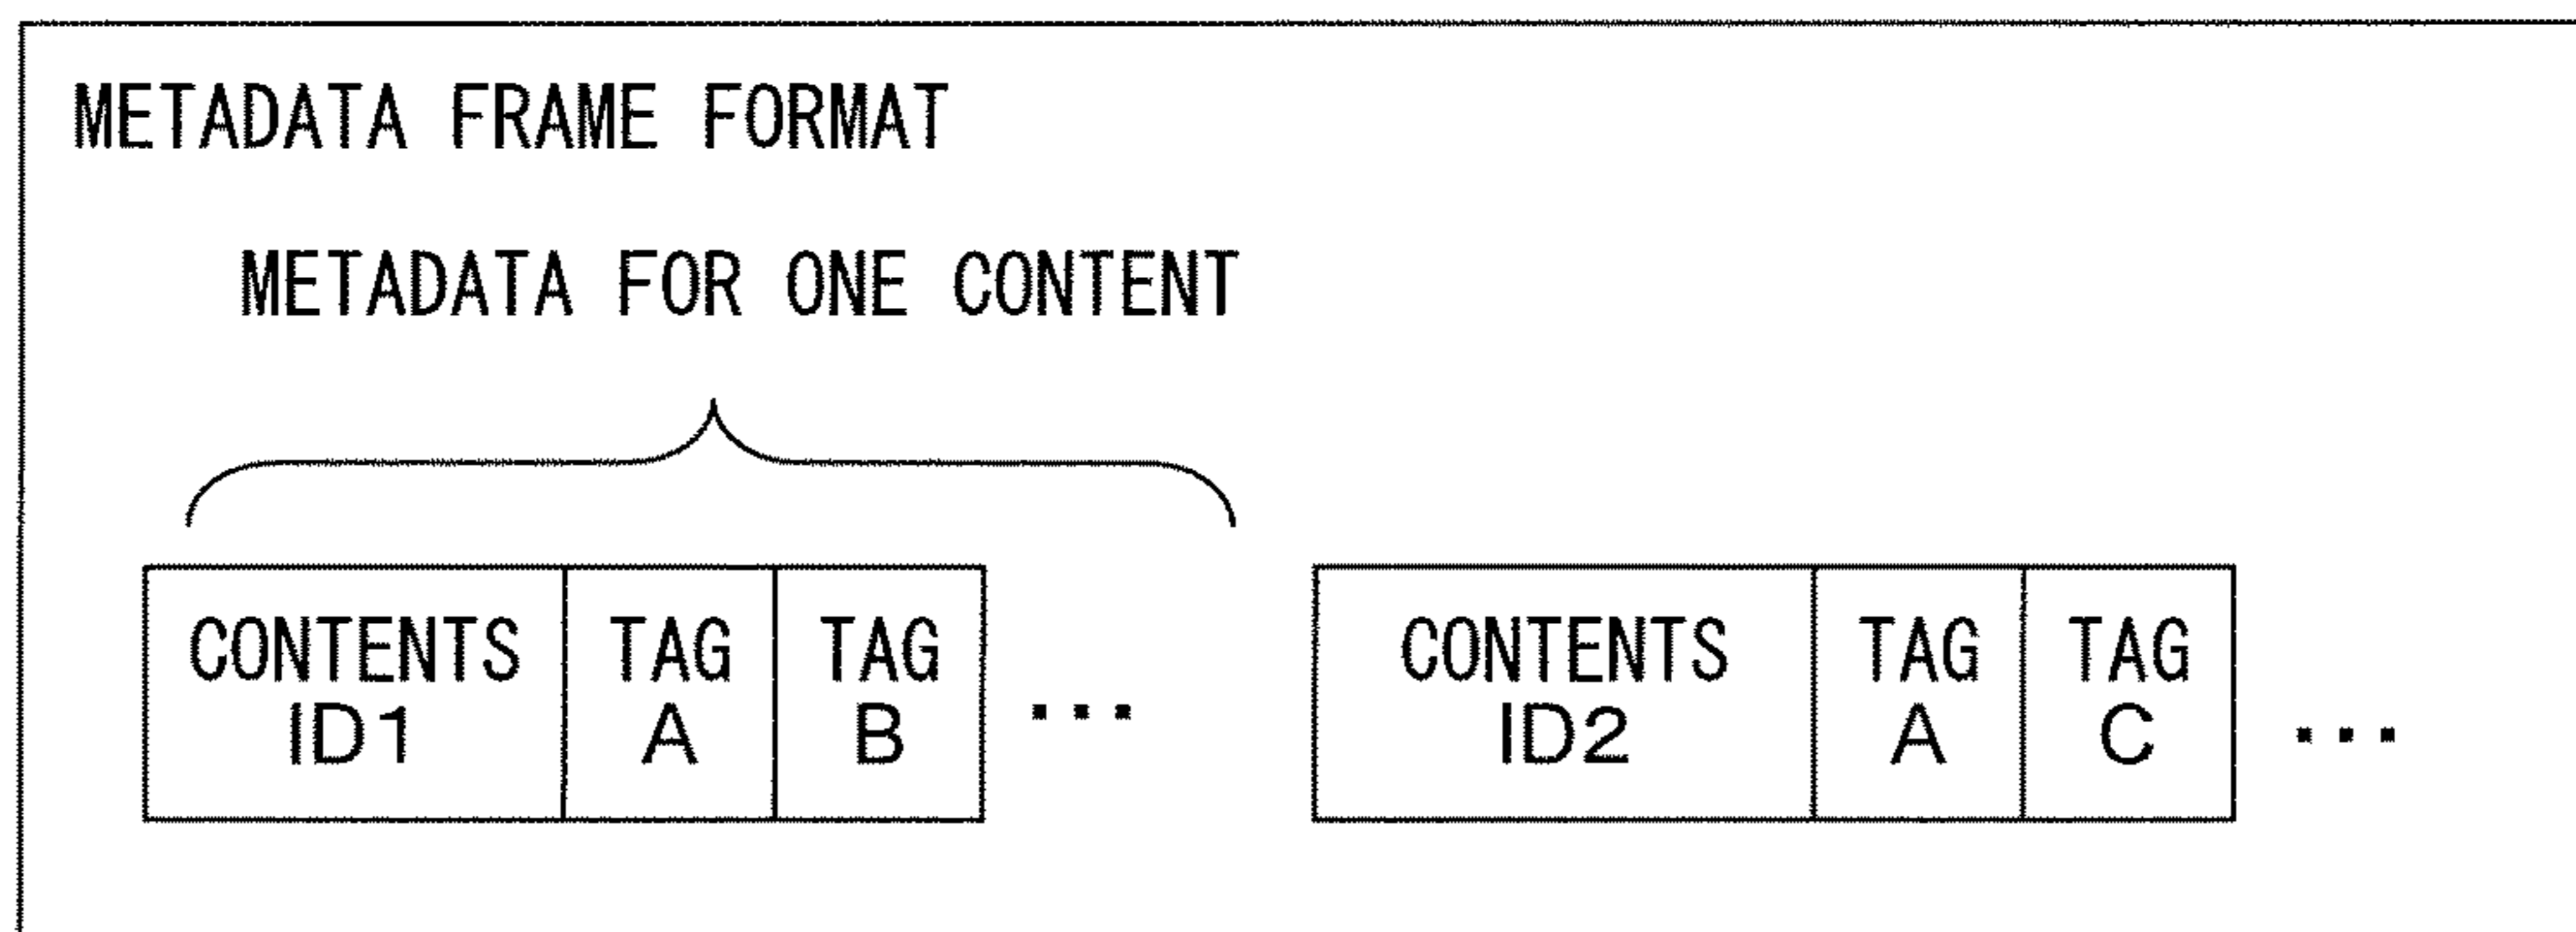 METADATA FRAME FORMAT
METADATA FOR ONE CONTENT
CONTENTS TAG TAG CONTENTS TAG TAG
ID1 A B ... ID2 A C ...